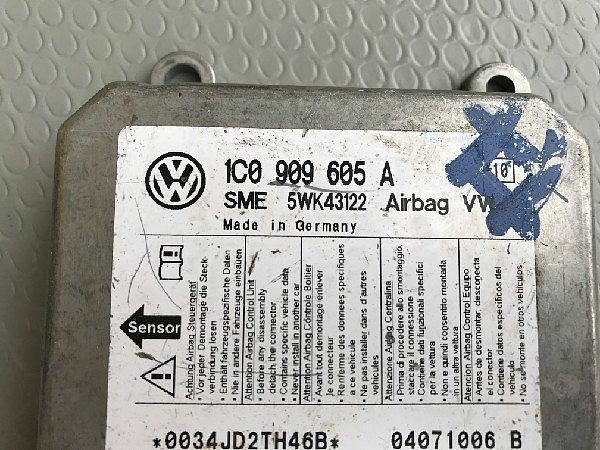 1C0 909 605 A
SME 5WK43122 Airbag VW
10
Made in Germany
Sensor
Achtung Airbag Steuergerät
• Vor jeder Demontage die Steck-
verbindung lösen
• Enthält fahrzeugspezifische Daten
• Nie in andere Fahrzeuge einbauen
Attention Airbag Control Unit
• Before any disassembly
detach the connector
• Contains specific vehicle data
• Never install in another car
Attention Airbag Contrôle Boitier
• Avant tout démontage enlever
le connecteur
• Renferme des données spécifiques
a ce véhicule
• Ne pas installer dans d'autres
véhicules
Attenzione Airbag Centralina
• Prima di procedere allo smontaggio
staccare il connessione
• Contiene dati funzionali specifici
per la vettura
• Non e quindi consentito montarla
in un altra vettura
Atención Airbag Control Equipo
• Antes de desmontar desconecta
el conector
• Contiene datos específicos del
vehículo
• No se monte en otros vehículos
*0034JD2TH46B* 04071006 B